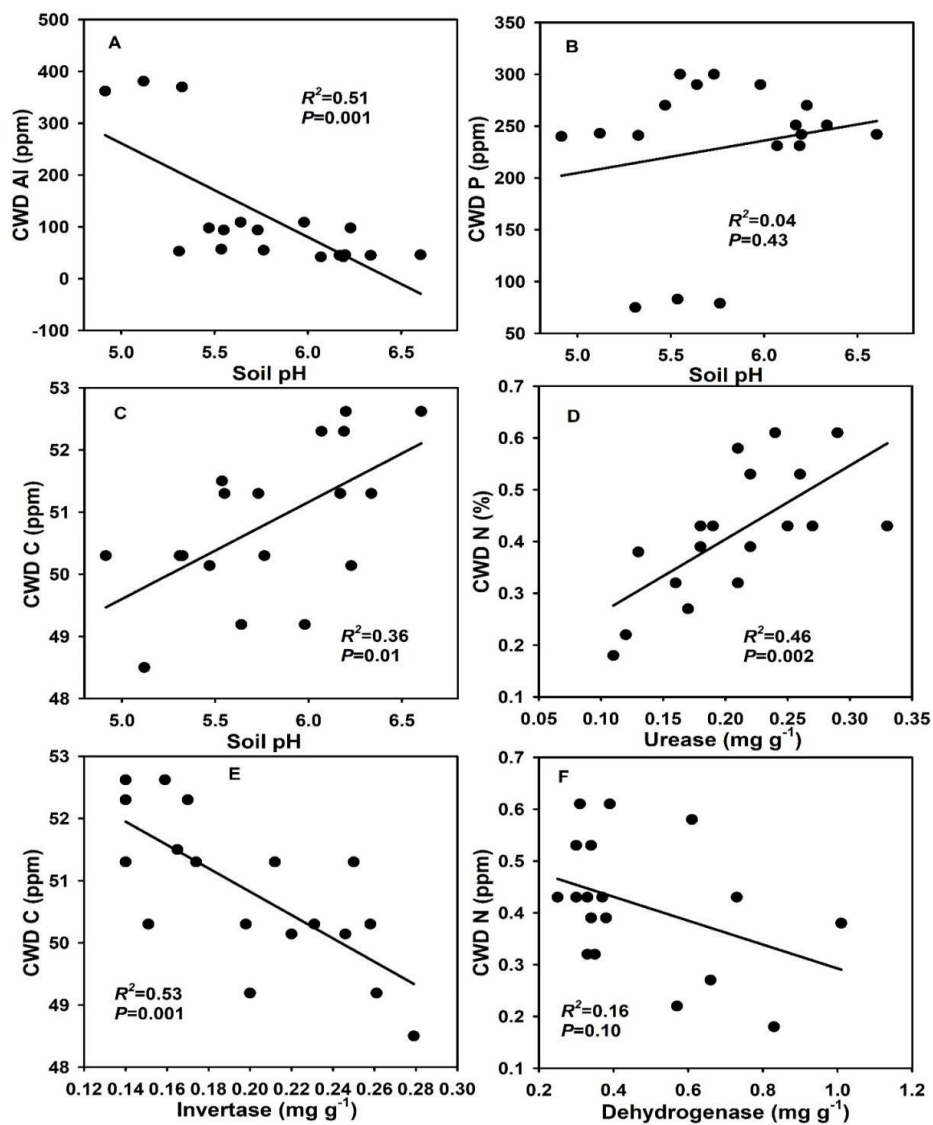 A
R²=0.51
P=0.001
500
400
300
200
100
0
-100
CWD Al (ppm)
5.0 5.5 6.0 6.5
Soil pH
B
R²=0.04
P=0.43
350
300
250
200
150
100
50
CWD P (ppm)
5.0 5.5 6.0 6.5
Soil pH
C
R²=0.36
P=0.01
53
52
51
50
49
48
CWD C (ppm)
5.0 5.5 6.0 6.5
Soil pH
D
R²=0.46
P=0.002
0.7
0.6
0.5
0.4
0.3
0.2
0.1
CWD N (%)
0.05 0.10 0.15 0.20 0.25 0.30 0.35
Urease (mg g⁻¹)
E
R²=0.53
P=0.001
53
52
51
50
49
48
CWD C (ppm)
0.12 0.14 0.16 0.18 0.20 0.22 0.24 0.26 0.28 0.30
Invertase (mg g⁻¹)
F
R²=0.16
P=0.10
0.7
0.6
0.5
0.4
0.3
0.2
0.1
CWD N (ppm)
0.2 0.4 0.6 0.8 1.0 1.2
Dehydrogenase (mg g⁻¹)